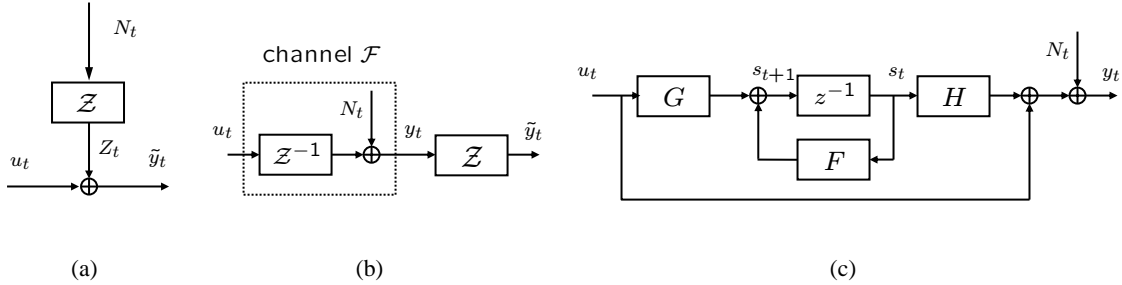 N_t
𝒵
Z_t
u_t
ỹ_t
(a)
channel ℱ
N_t
u_t
𝒵⁻¹
y_t
𝒵
ỹ_t
(b)
N_t
u_t
G
s_{t+1}
z⁻¹
s_t
H
y_t
F
(c)